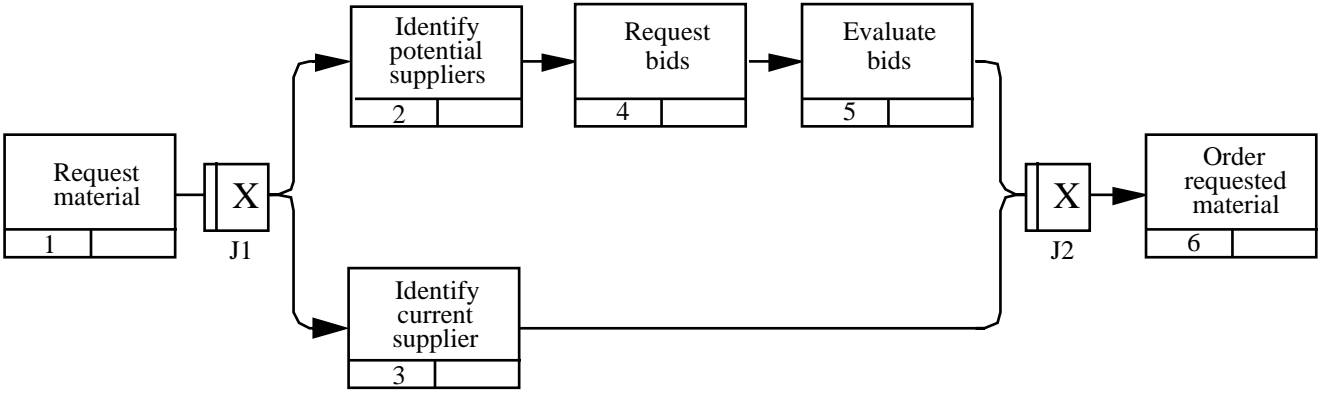 Request
material
1
X
J1
Identify
potential
suppliers
2
Request
bids
4
Evaluate
bids
5
Identify
current
supplier
3
X
J2
Order
requested
material
6